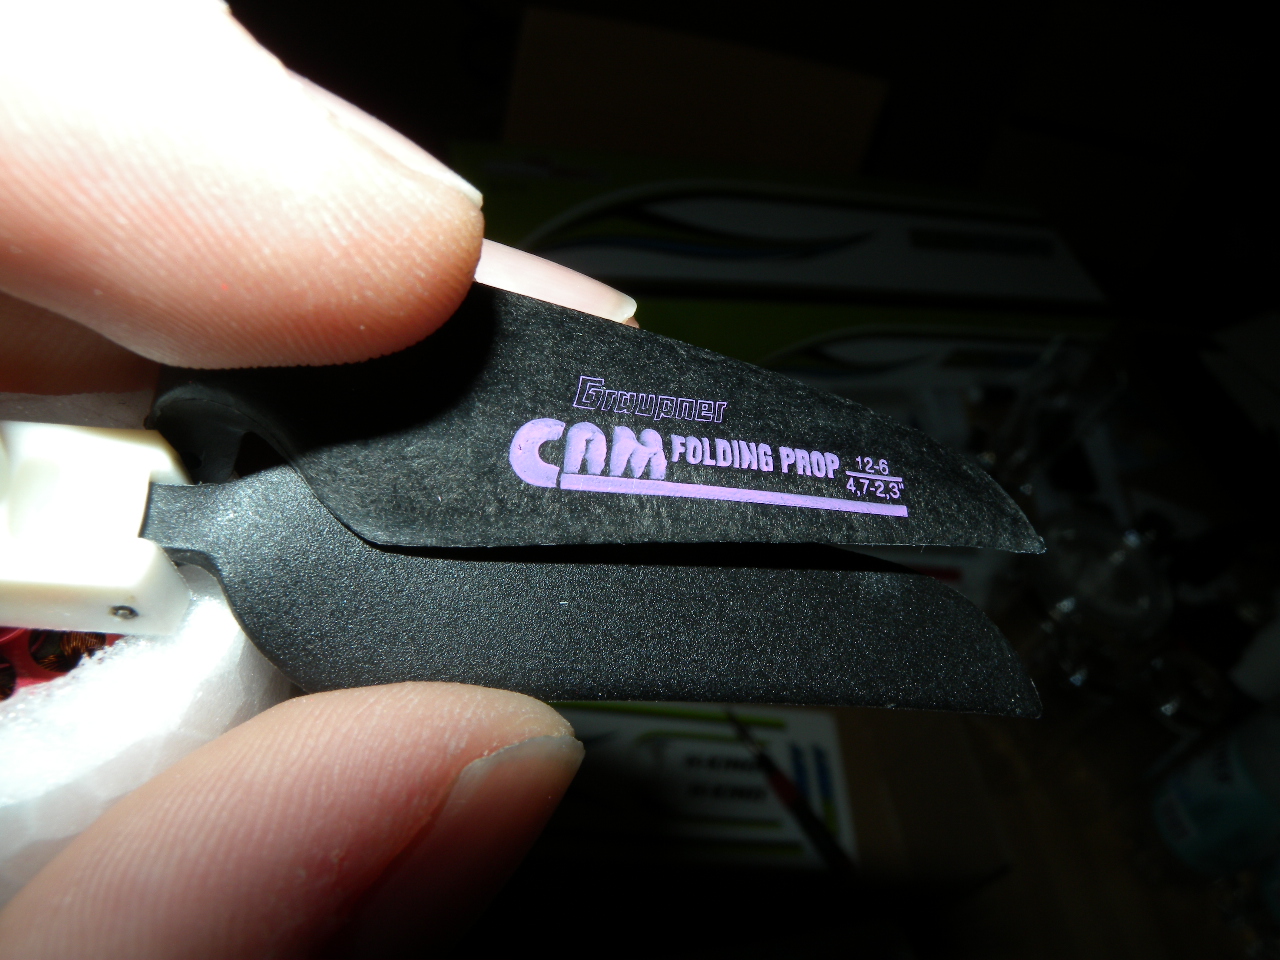 Graupner
CAM FOLDING PROP 12-6
4,7-2,3"